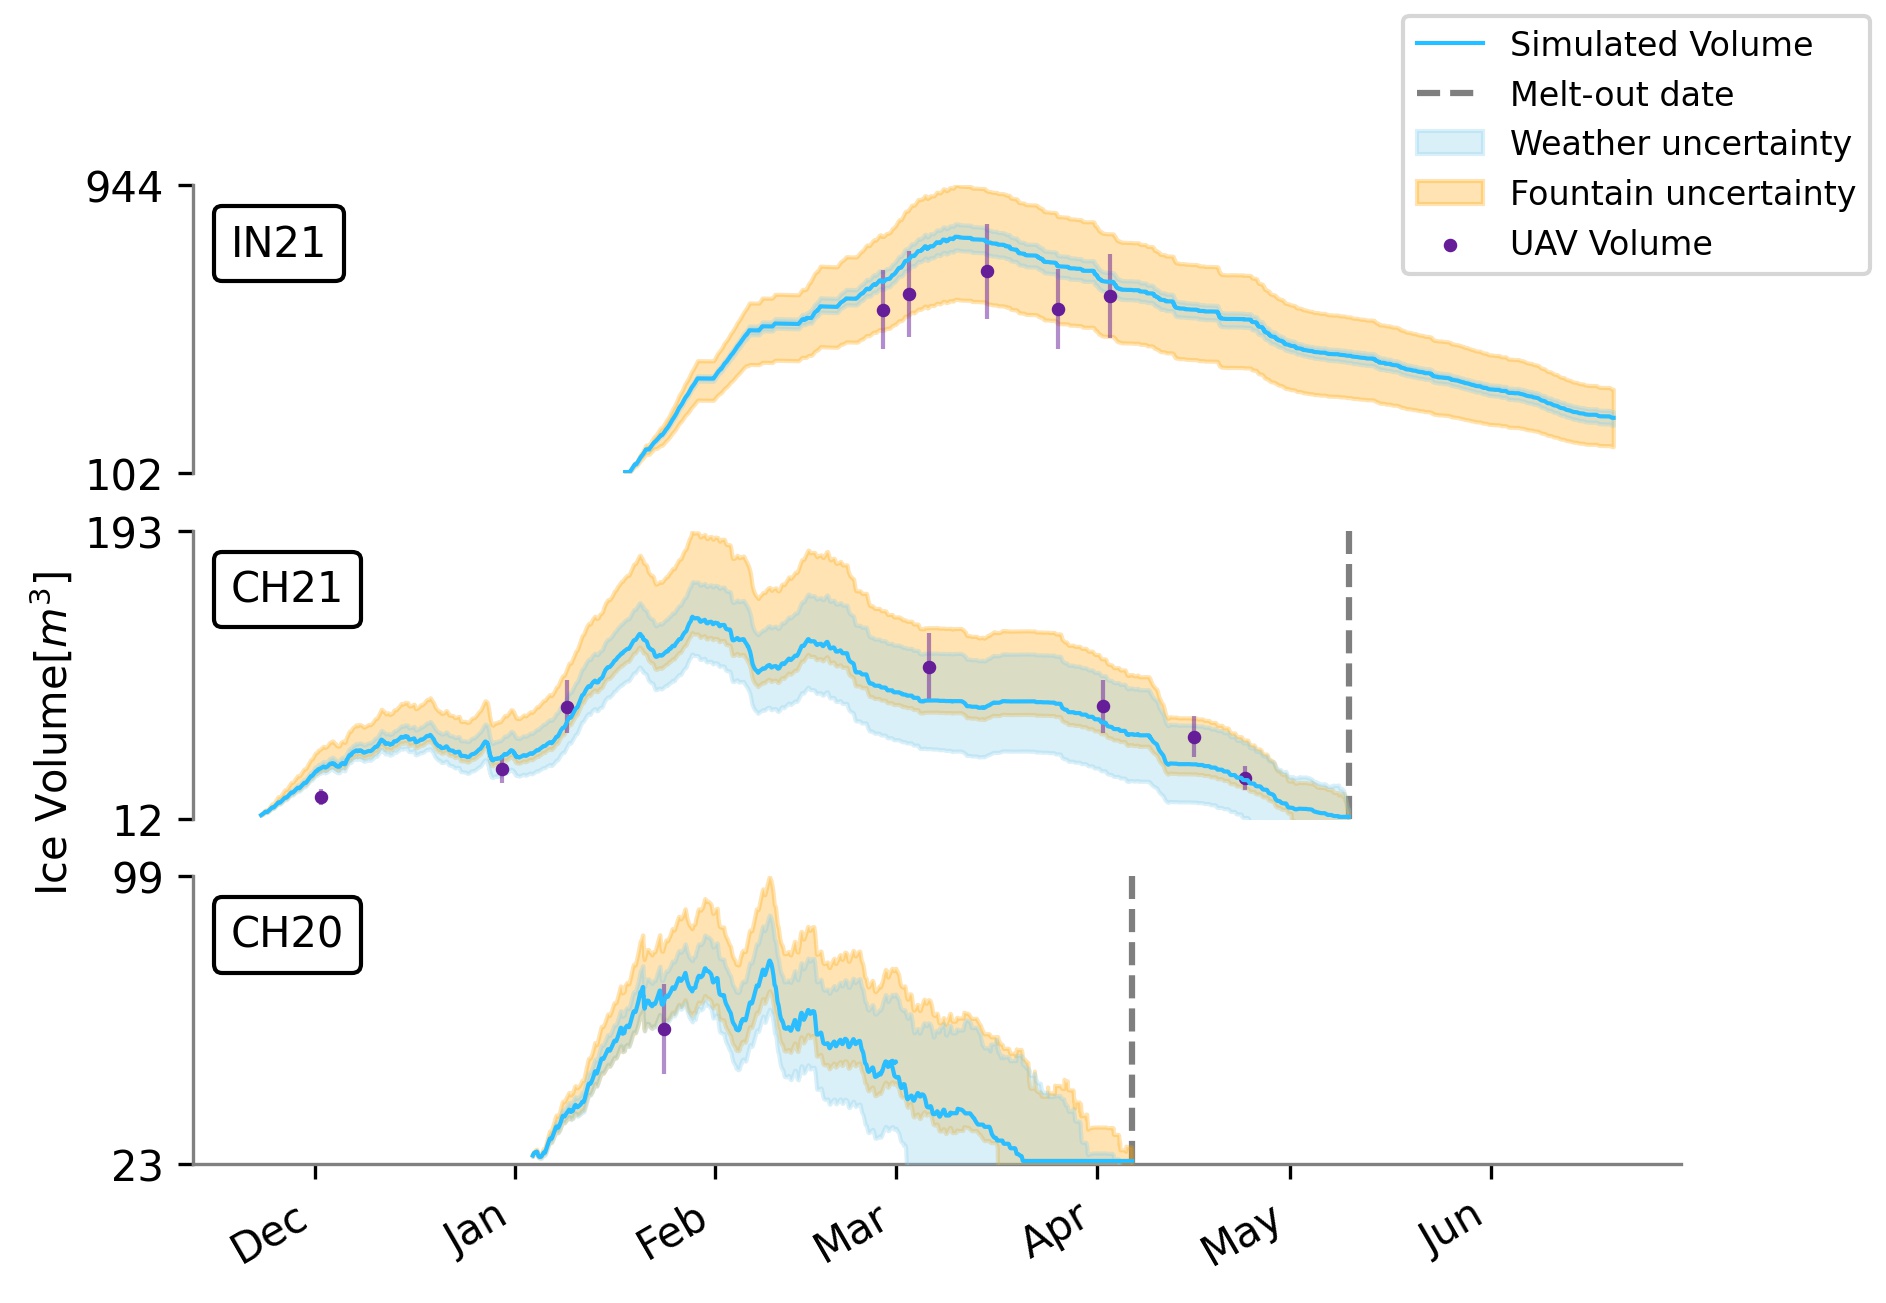 Simulated Volume
Melt-out date
Weather uncertainty
Fountain uncertainty
UAV Volume
944
IN21
102
193
CH21
12
Ice Volume[m³]
99
CH20
23
Dec
Jan
Feb
Mar
Apr
May
Jun